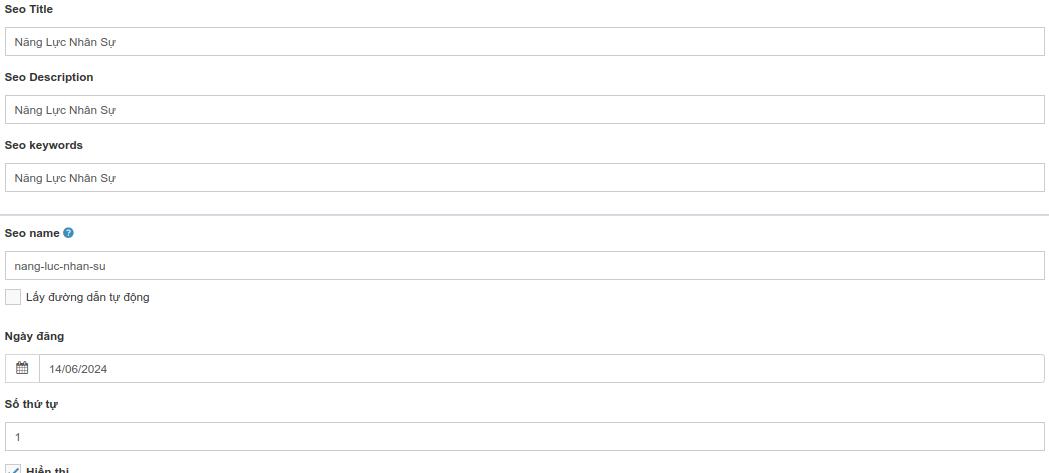 Seo Title
Năng Lực Nhân Sự
Seo Description
Năng Lực Nhân Sự
Seo keywords
Năng Lực Nhân Sự
Seo name ?
nang-luc-nhan-su
Lấy đường dẫn tự động
Ngày đăng
14/06/2024
Số thứ tự
1
Hiển thị